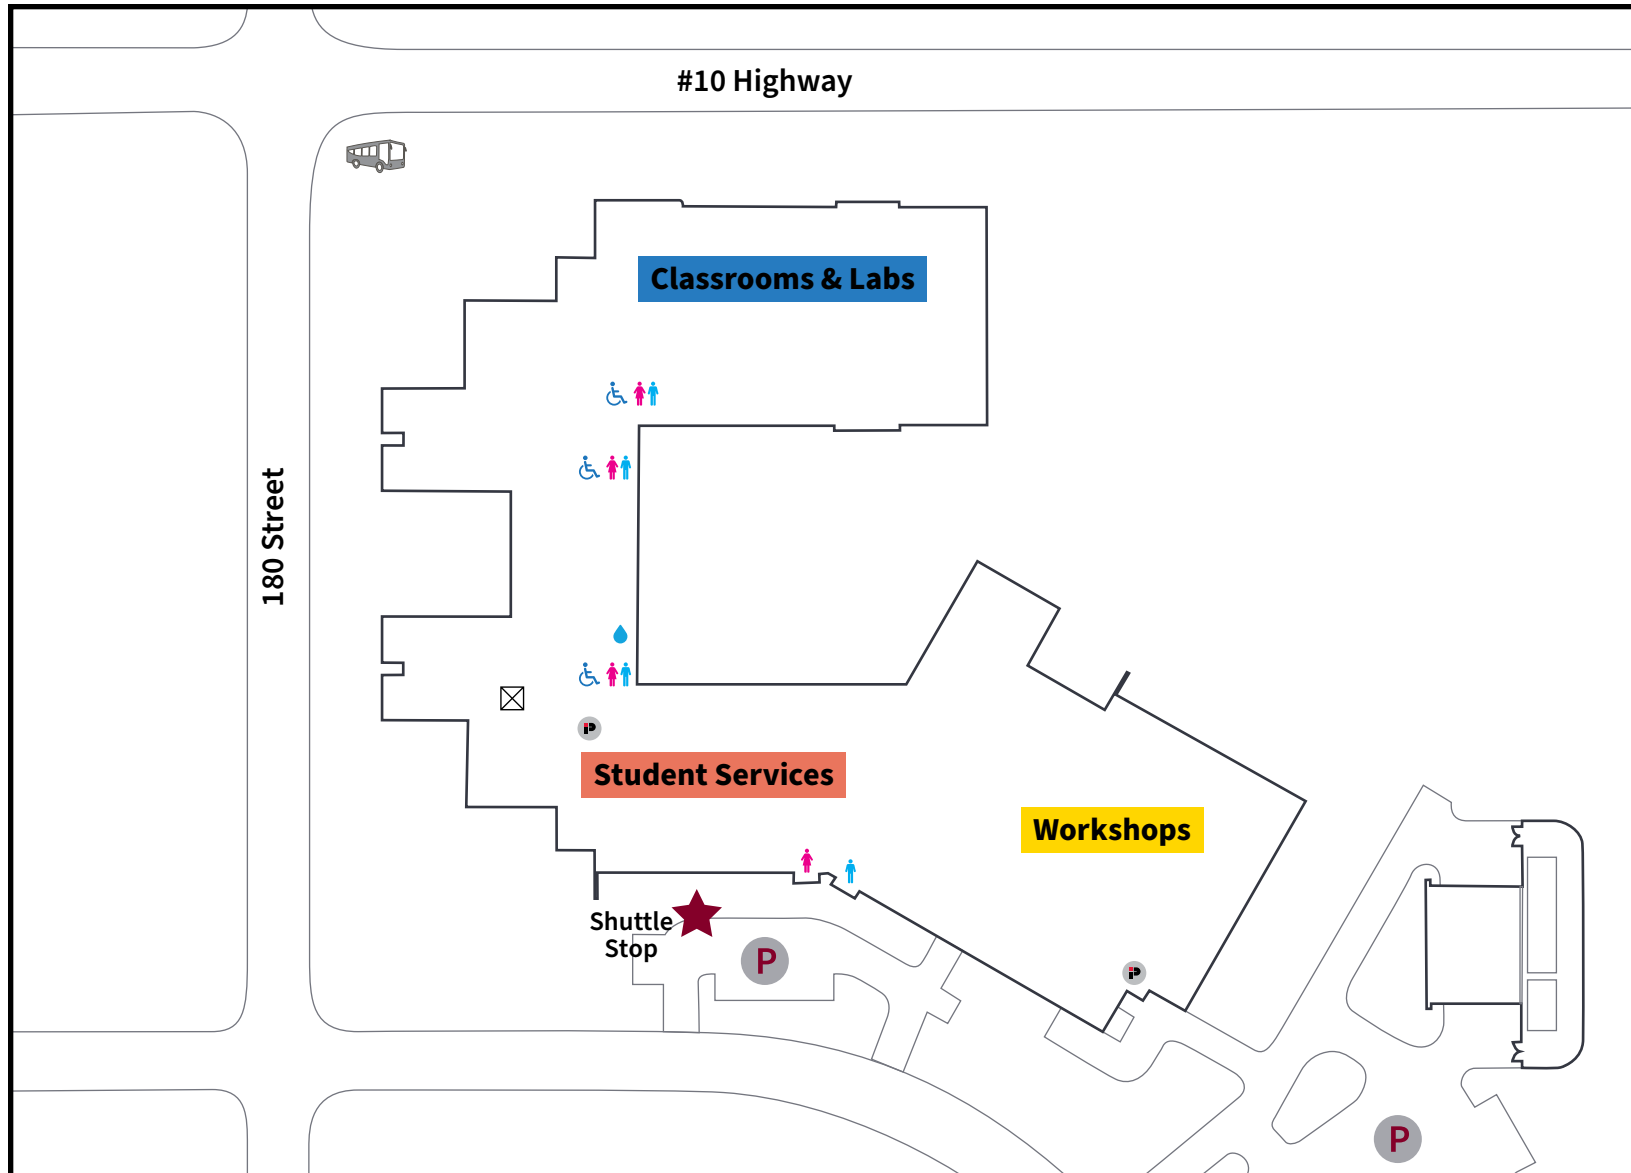 #10 Highway
Classrooms & Labs
180 Street
Student Services
Workshops
Shuttle
Stop
P
P